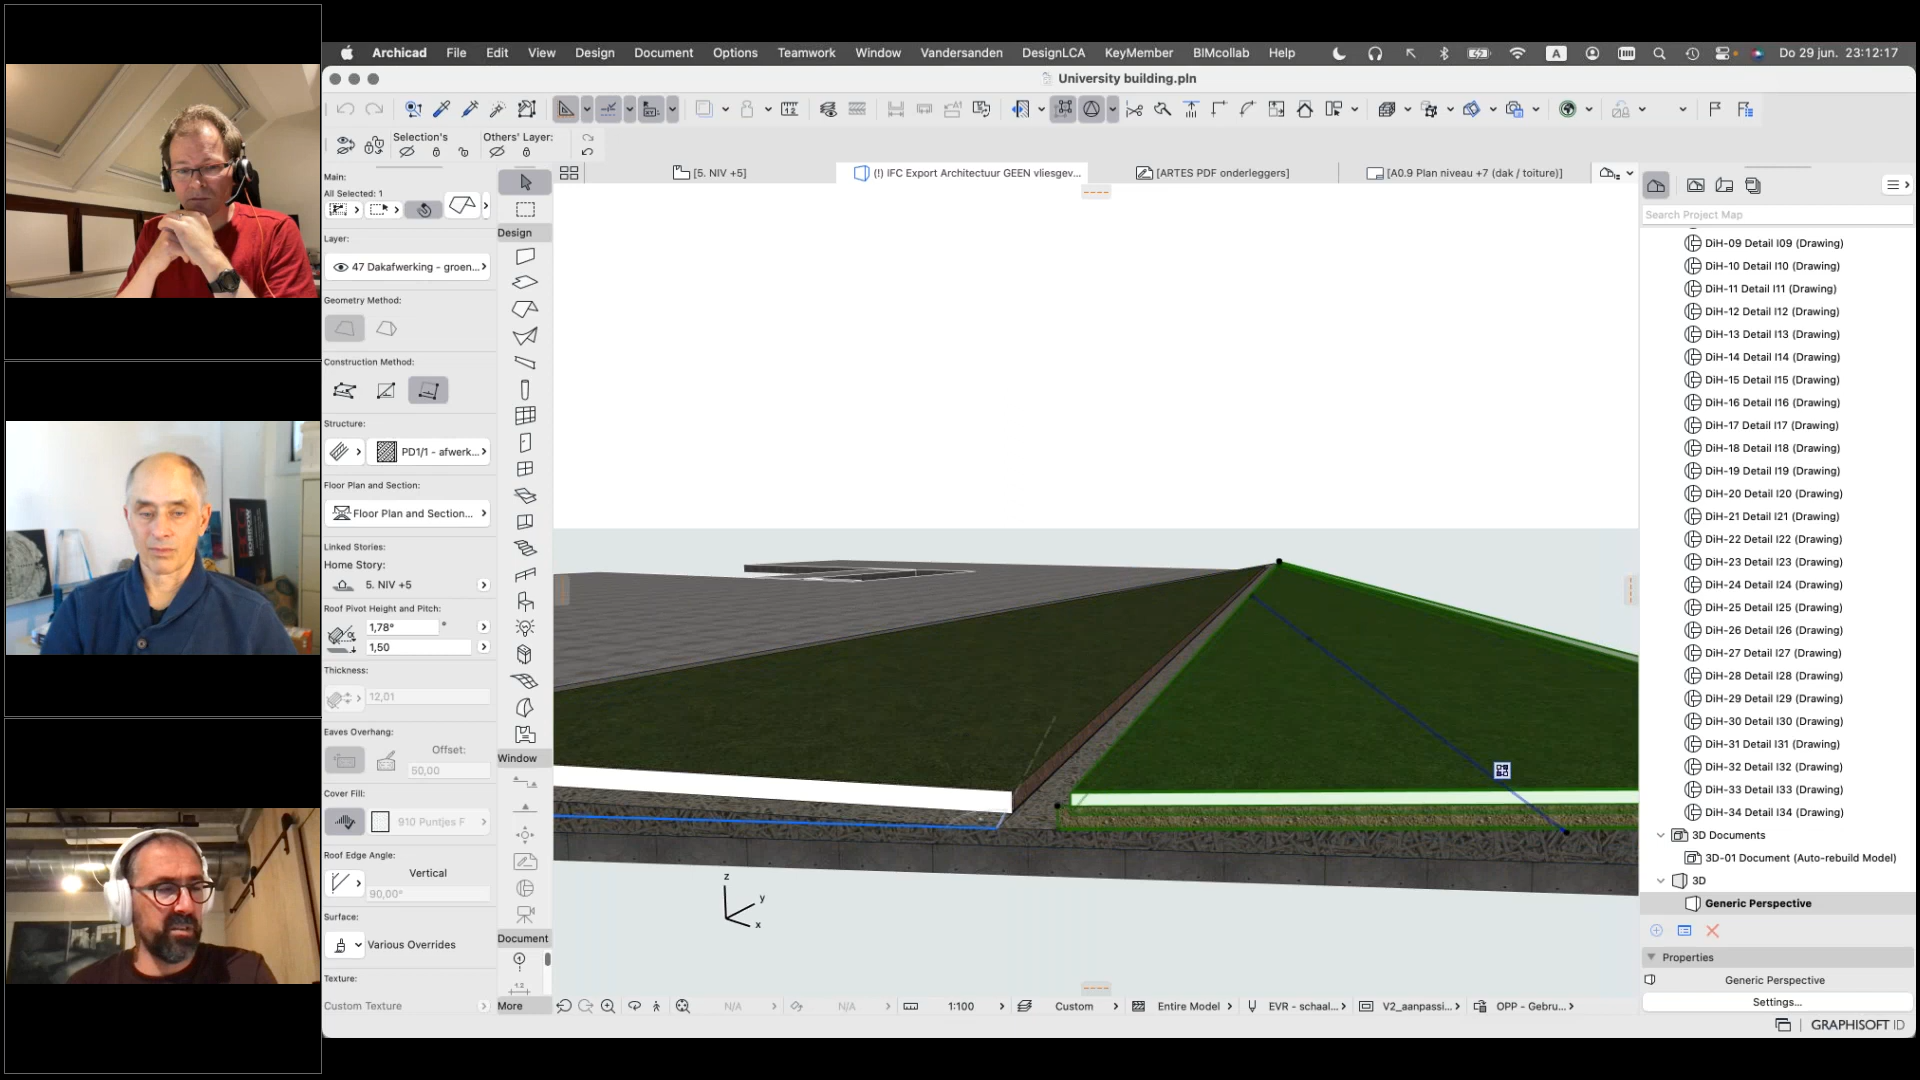 Archicad File Edit View Design Document Options Teamwork Window Vandersanden DesignLCA KeyMember BIMcollab Help A Do 29 jun. 23:12:17
University building.pln
Selection's Others' Layer:
[5. NIV +5] (!) IFC Export Architectuur GEEN vliesgev... [ARTES PDF onderleggers] [A0.9 Plan niveau +7 (dak / toiture)]
Main:
All Selected: 1
Layer:
47 Dakafwerking - groen...
Geometry Method:
Construction Method:
Structure:
PD1/1 - afwerk...
Floor Plan and Section:
Floor Plan and Section...
Linked Stories:
Home Story:
5. NIV +5
Roof Pivot Height and Pitch:
1,78° °
1,50
Thickness:
12,01
Eaves Overhang:
Offset:
50,00
Cover Fill:
910 Puntjes F
Roof Edge Angle:
Vertical
90,00°
Surface:
Various Overrides
Texture:
Custom Texture
Design
Window
Document
1.2
More
BORROW
z
y
x
N/A N/A 1:100 Custom Entire Model EVR - schaal... V2_aanpassi... OPP - Gebru...
Search Project Map
DiH-09 Detail I09 (Drawing)
DiH-10 Detail I10 (Drawing)
DiH-11 Detail I11 (Drawing)
DiH-12 Detail I12 (Drawing)
DiH-13 Detail I13 (Drawing)
DiH-14 Detail I14 (Drawing)
DiH-15 Detail I15 (Drawing)
DiH-16 Detail I16 (Drawing)
DiH-17 Detail I17 (Drawing)
DiH-18 Detail I18 (Drawing)
DiH-19 Detail I19 (Drawing)
DiH-20 Detail I20 (Drawing)
DiH-21 Detail I21 (Drawing)
DiH-22 Detail I22 (Drawing)
DiH-23 Detail I23 (Drawing)
DiH-24 Detail I24 (Drawing)
DiH-25 Detail I25 (Drawing)
DiH-26 Detail I26 (Drawing)
DiH-27 Detail I27 (Drawing)
DiH-28 Detail I28 (Drawing)
DiH-29 Detail I29 (Drawing)
DiH-30 Detail I30 (Drawing)
DiH-31 Detail I31 (Drawing)
DiH-32 Detail I32 (Drawing)
DiH-33 Detail I33 (Drawing)
DiH-34 Detail I34 (Drawing)
3D Documents
3D-01 Document (Auto-rebuild Model)
3D
Generic Perspective
Properties
Generic Perspective
Settings...
GRAPHISOFT ID